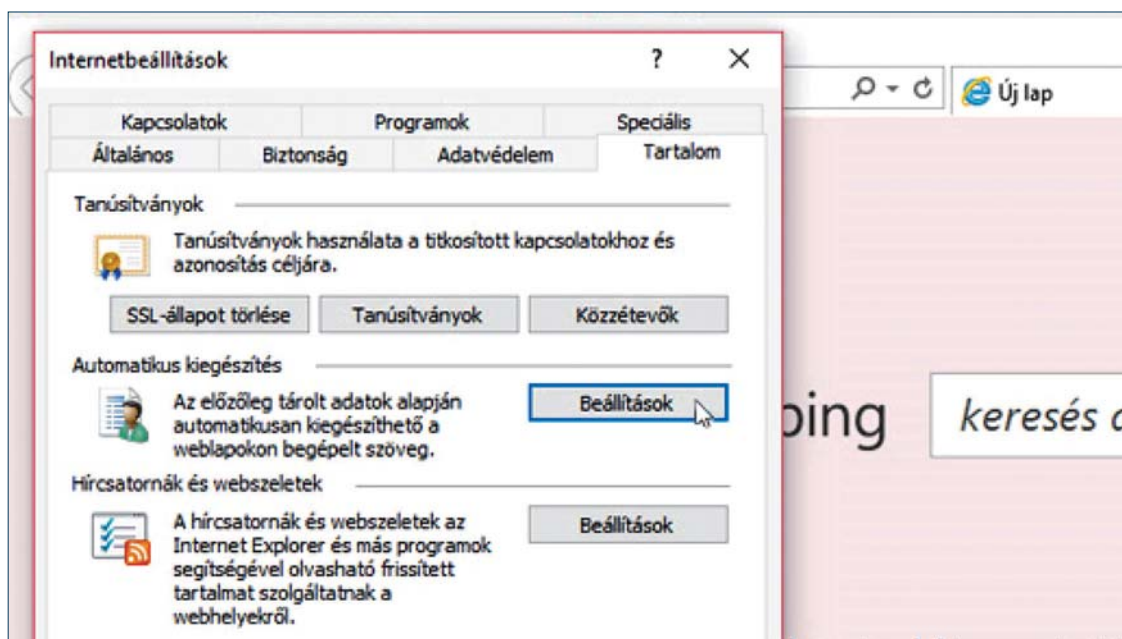 Internetbeállítások
?
Új lap
Kapcsolatok Programok Speciális
Általános Biztonság Adatvédelem Tartalom
Tanúsítványok
Tanúsítványok használata a titkosított kapcsolatokhoz és
azonosítás céljára.
SSL-állapot törlése Tanúsítványok Közzétevők
Automatikus kiegészítés
Az előzőleg tárolt adatok alapján
automatikusan kiegészíthető a
weblapokon begépelt szöveg.
Beállítások
bing keresés
Hírcsatornák és webszeletek
A hírcsatornák és webszeletek az
Internet Explorer és más programok
segítségével olvasható frissített
tartalmat szolgáltatnak a
webhelyekről.
Beállítások